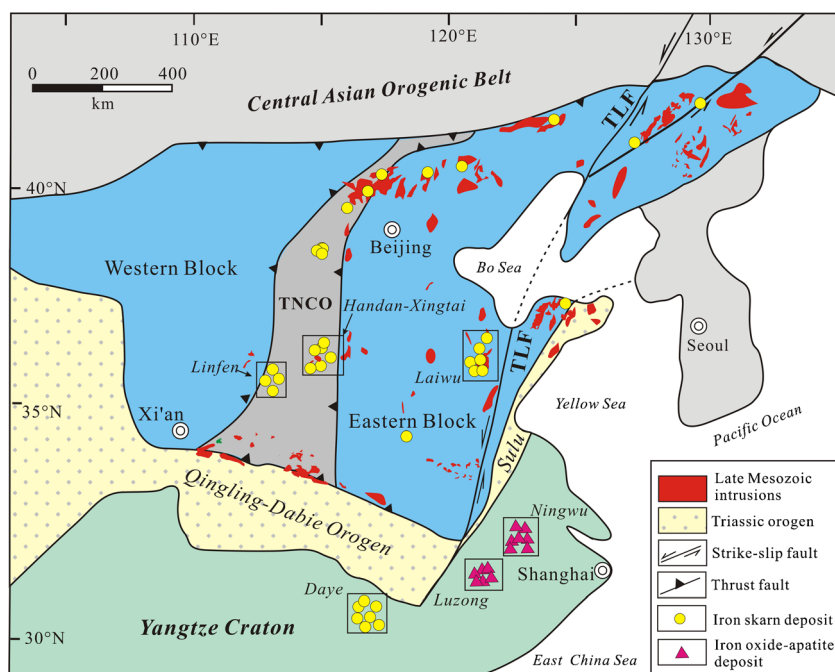 110°E
120°E
130°E
0 200 400
km
Central Asian Orogenic Belt
TLF
40°N
Beijing
Western Block
Bo Sea
TNCO
Handan-Xingtai
Seoul
Linfen
Laiwu
TLF
35°N
Xi'an
Eastern Block
Yellow Sea
Pacific Ocean
Sulu
Qingling-Dabie Orogen
Ningwu
Shanghai
Daye
Luzong
Yangtze Craton
30°N
East China Sea
Late Mesozoic
intrusions
Triassic orogen
Strike-slip fault
Thrust fault
Iron skarn deposit
Iron oxide-apatite
deposit